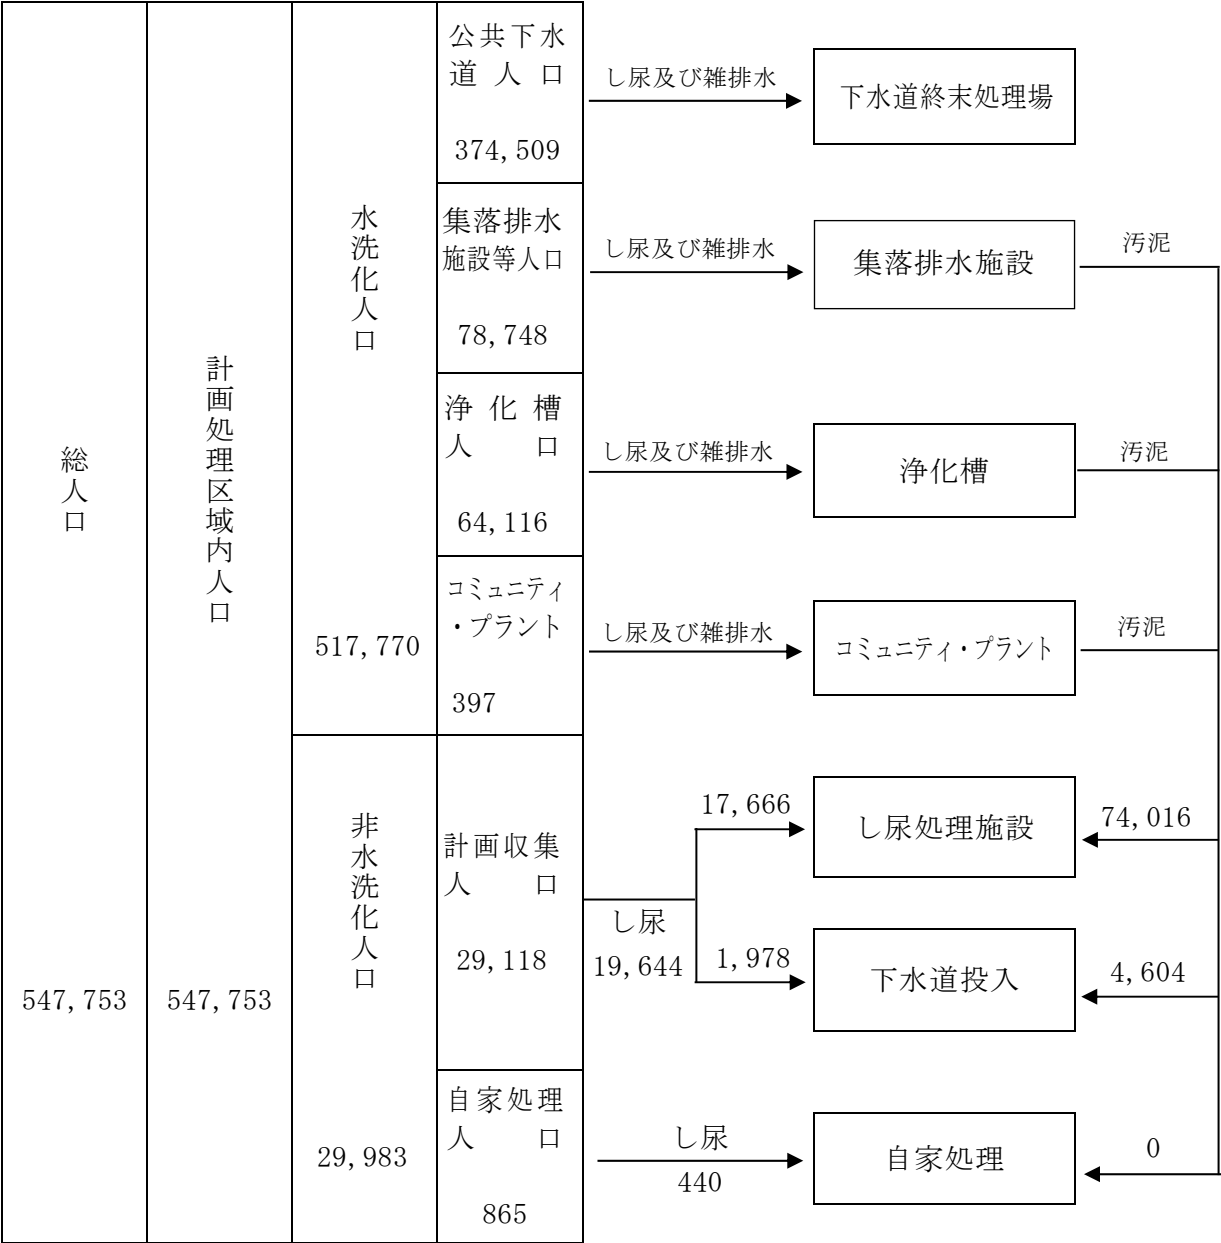 総人口
547,753
計画処理区域内人口
547,753
水洗化人口
517,770
非水洗化人口
29,983
公共下水
道人口
374,509
集落排水
施設等人口
78,748
浄化槽
人口
64,116
コミュニティ
・プラント
397
計画収集
人口
29,118
自家処理
人口
865
し尿及び雑排水
下水道終末処理場
し尿及び雑排水
集落排水施設
汚泥
し尿及び雑排水
浄化槽
汚泥
し尿及び雑排水
コミュニティ・プラント
汚泥
し尿
19,644
17,666
し尿処理施設
74,016
1,978
下水道投入
4,604
し尿
440
自家処理
0